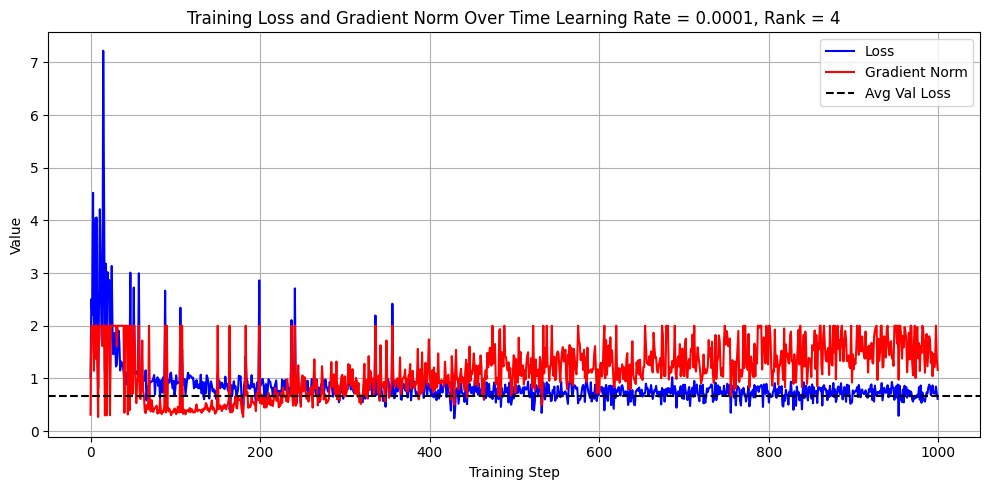 Training Loss and Gradient Norm Over Time Learning Rate = 0.0001, Rank = 4
Loss
Gradient Norm
Avg Val Loss
Value
7
6
5
4
3
2
1
0
0 200 400 600 800 1000
Training Step